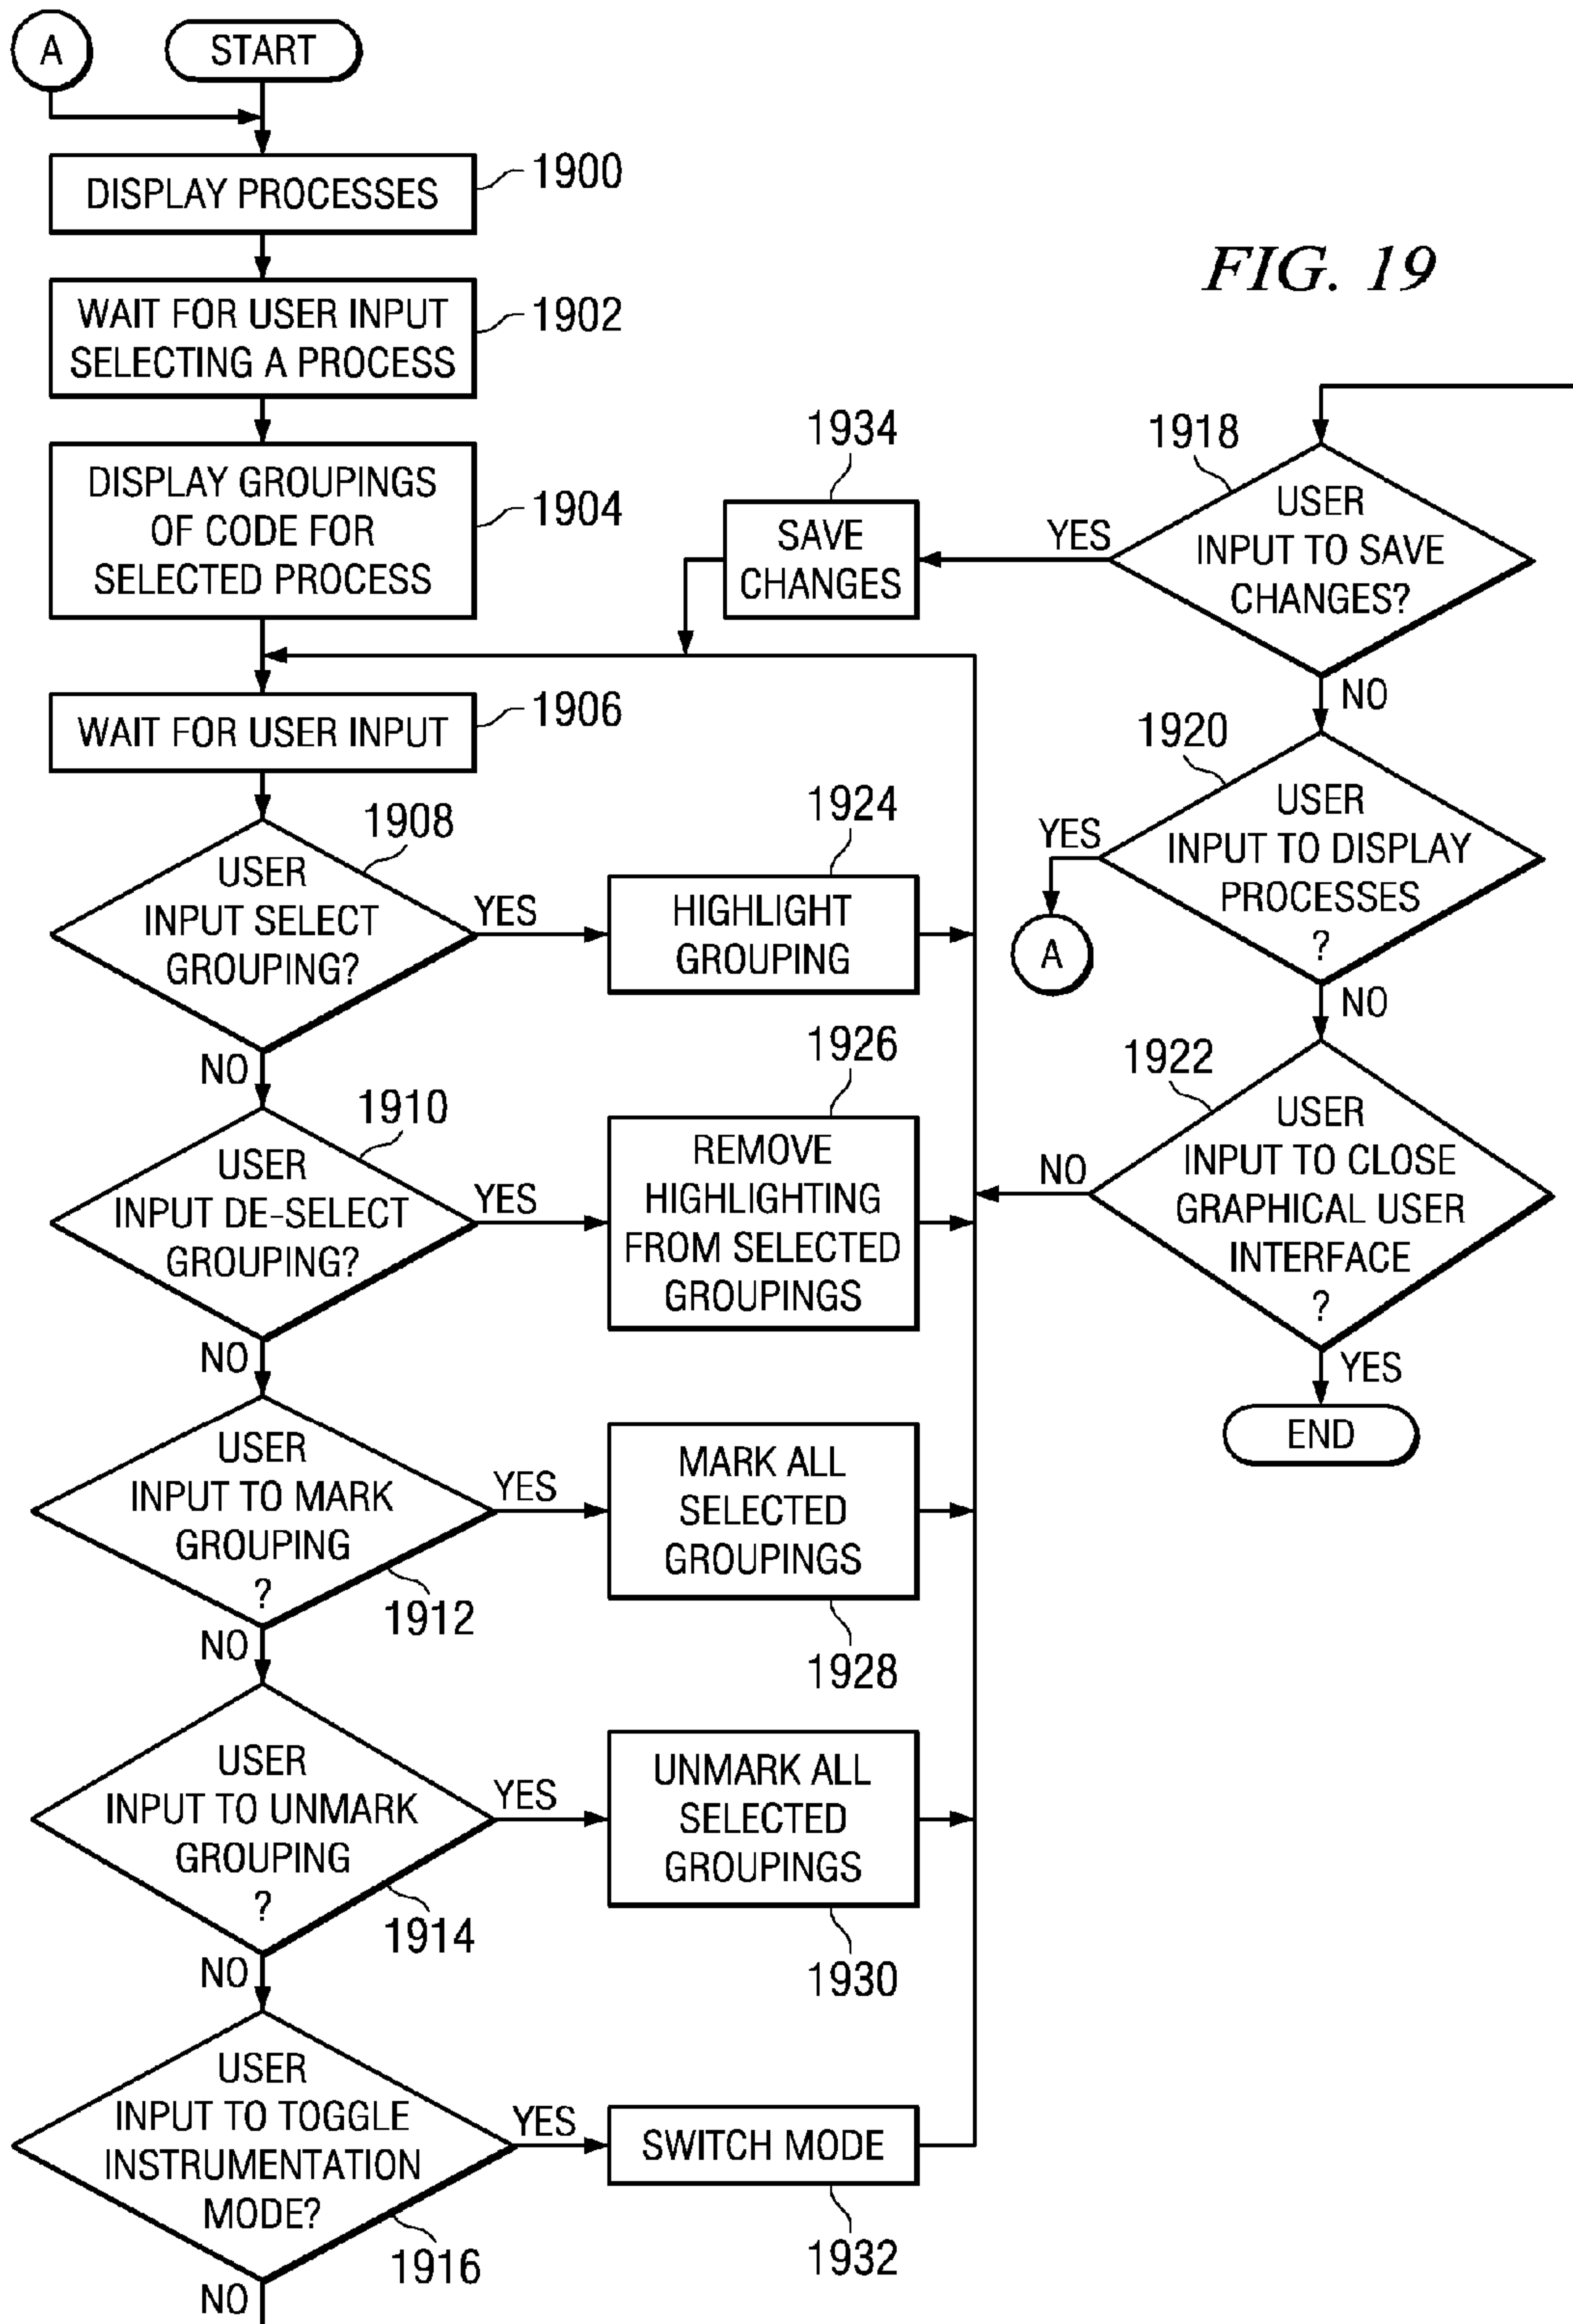 A
START
DISPLAY PROCESSES
1900
WAIT FOR USER INPUT
SELECTING A PROCESS
1902
DISPLAY GROUPINGS
OF CODE FOR
SELECTED PROCESS
1904
WAIT FOR USER INPUT
1906
USER
INPUT SELECT
GROUPING?
1908
YES
NO
HIGHLIGHT
GROUPING
1924
USER
INPUT DE-SELECT
GROUPING?
1910
YES
NO
REMOVE
HIGHLIGHTING
FROM SELECTED
GROUPINGS
1926
USER
INPUT TO MARK
GROUPING
?
1912
YES
NO
MARK ALL
SELECTED
GROUPINGS
1928
USER
INPUT TO UNMARK
GROUPING
?
1914
YES
NO
UNMARK ALL
SELECTED
GROUPINGS
1930
USER
INPUT TO TOGGLE
INSTRUMENTATION
MODE?
1916
YES
NO
SWITCH MODE
1932
FIG. 19
USER
INPUT TO SAVE
CHANGES?
1918
YES
NO
SAVE
CHANGES
1934
USER
INPUT TO DISPLAY
PROCESSES
?
1920
YES
A
NO
USER
INPUT TO CLOSE
GRAPHICAL USER
INTERFACE
?
1922
NO
YES
END